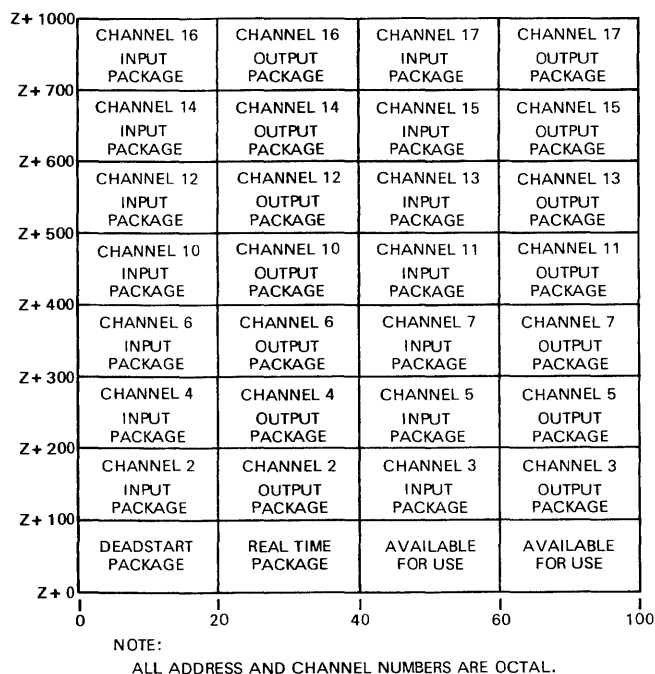 Z+ 1000
CHANNEL 16 CHANNEL 16 CHANNEL 17 CHANNEL 17
INPUT OUTPUT INPUT OUTPUT
PACKAGE PACKAGE PACKAGE PACKAGE
Z+ 700
CHANNEL 14 CHANNEL 14 CHANNEL 15 CHANNEL 15
INPUT OUTPUT INPUT OUTPUT
PACKAGE PACKAGE PACKAGE PACKAGE
Z+ 600
CHANNEL 12 CHANNEL 12 CHANNEL 13 CHANNEL 13
INPUT OUTPUT INPUT OUTPUT
PACKAGE PACKAGE PACKAGE PACKAGE
Z+ 500
CHANNEL 10 CHANNEL 10 CHANNEL 11 CHANNEL 11
INPUT OUTPUT INPUT OUTPUT
PACKAGE PACKAGE PACKAGE PACKAGE
Z+ 400
CHANNEL 6 CHANNEL 6 CHANNEL 7 CHANNEL 7
INPUT OUTPUT INPUT OUTPUT
PACKAGE PACKAGE PACKAGE PACKAGE
Z+ 300
CHANNEL 4 CHANNEL 4 CHANNEL 5 CHANNEL 5
INPUT OUTPUT INPUT OUTPUT
PACKAGE PACKAGE PACKAGE PACKAGE
Z+ 200
CHANNEL 2 CHANNEL 2 CHANNEL 3 CHANNEL 3
INPUT OUTPUT INPUT OUTPUT
PACKAGE PACKAGE PACKAGE PACKAGE
Z+ 100
DEADSTART REAL TIME AVAILABLE AVAILABLE
PACKAGE PACKAGE FOR USE FOR USE
Z+ 0
0 20 40 60 100
NOTE:
ALL ADDRESS AND CHANNEL NUMBERS ARE OCTAL.